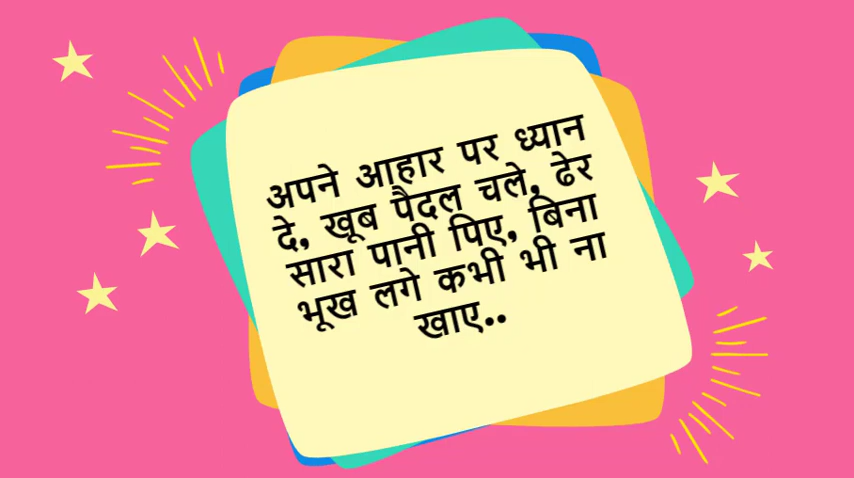 अपने आहार पर ध्यान
दे, खूब पैदल चले, ढेर
सारा पानी पिए, बिना
भूख लगे कभी भी ना
खाए..